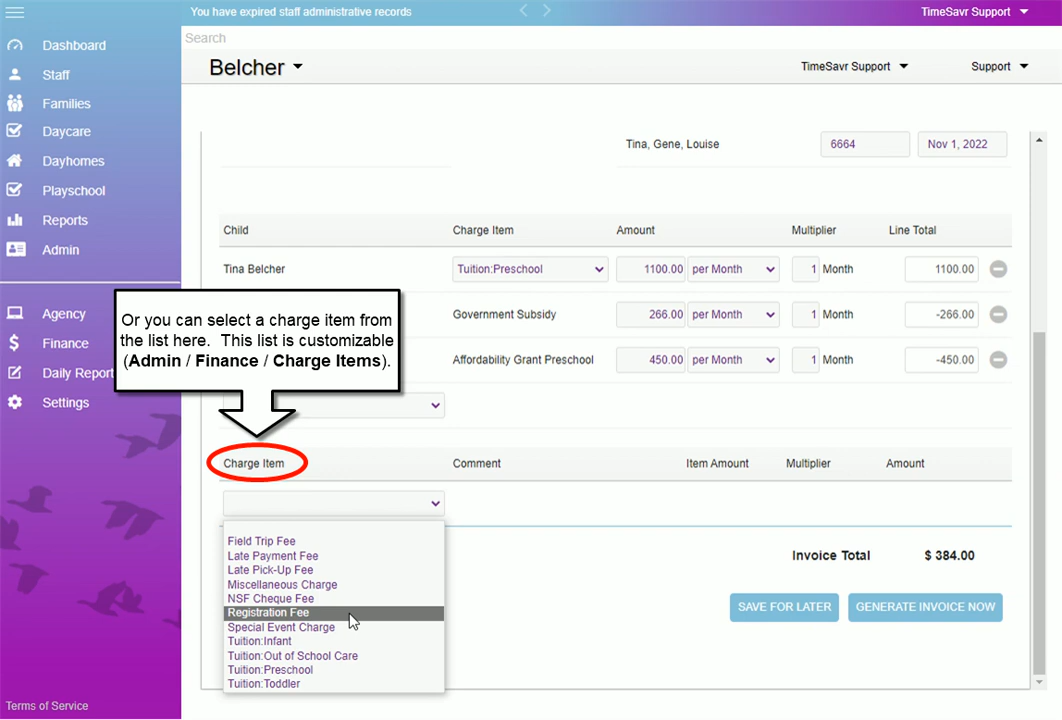 You have expired staff administrative records
TimeSavr Support
Search
Belcher
TimeSavr Support
Support
Dashboard
Staff
Families
Daycare
Dayhomes
Playschool
Reports
Admin
Agency
Finance
Daily Report
Settings
Terms of Service
Tina, Gene, Louise
6664
Nov 1, 2022
Child
Charge Item
Amount
Multiplier
Line Total
Tina Belcher
Tuition:Preschool
1100.00
per Month
1
Month
1100.00
Government Subsidy
266.00
per Month
1
Month
-266.00
Affordability Grant Preschool
450.00
per Month
1
Month
-450.00
Or you can select a charge item from
the list here. This list is customizable
(Admin / Finance / Charge Items).
Charge Item
Comment
Item Amount
Multiplier
Amount
Field Trip Fee
Late Payment Fee
Late Pick-Up Fee
Miscellaneous Charge
NSF Cheque Fee
Registration Fee
Special Event Charge
Tuition:Infant
Tuition:Out of School Care
Tuition:Preschool
Tuition:Toddler
Invoice Total
$ 384.00
SAVE FOR LATER
GENERATE INVOICE NOW